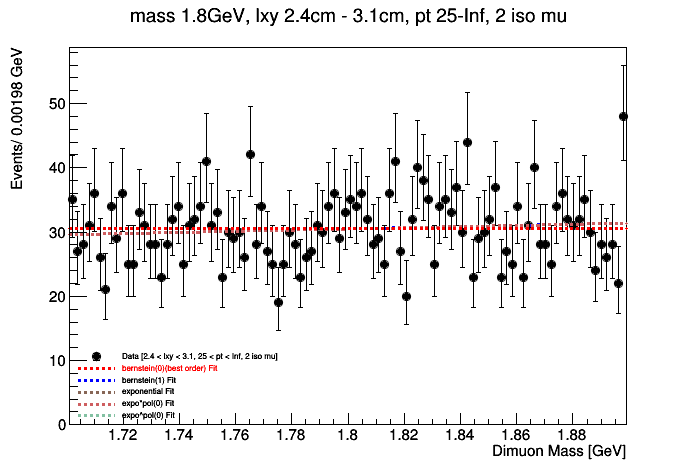 mass 1.8GeV, lxy 2.4cm - 3.1cm, pt 25-Inf, 2 iso mu
Events/ 0.00198 GeV
50
40
30
20
10
0
Data [2.4 < lxy < 3.1, 25 < pt < Inf, 2 iso mu]
bernstein(0)(best order) Fit
bernstein(1) Fit
exponential Fit
expo*pol(0) Fit
expo^pol(0) Fit
1.72 1.74 1.76 1.78 1.8 1.82 1.84 1.86 1.88
Dimuon Mass [GeV]